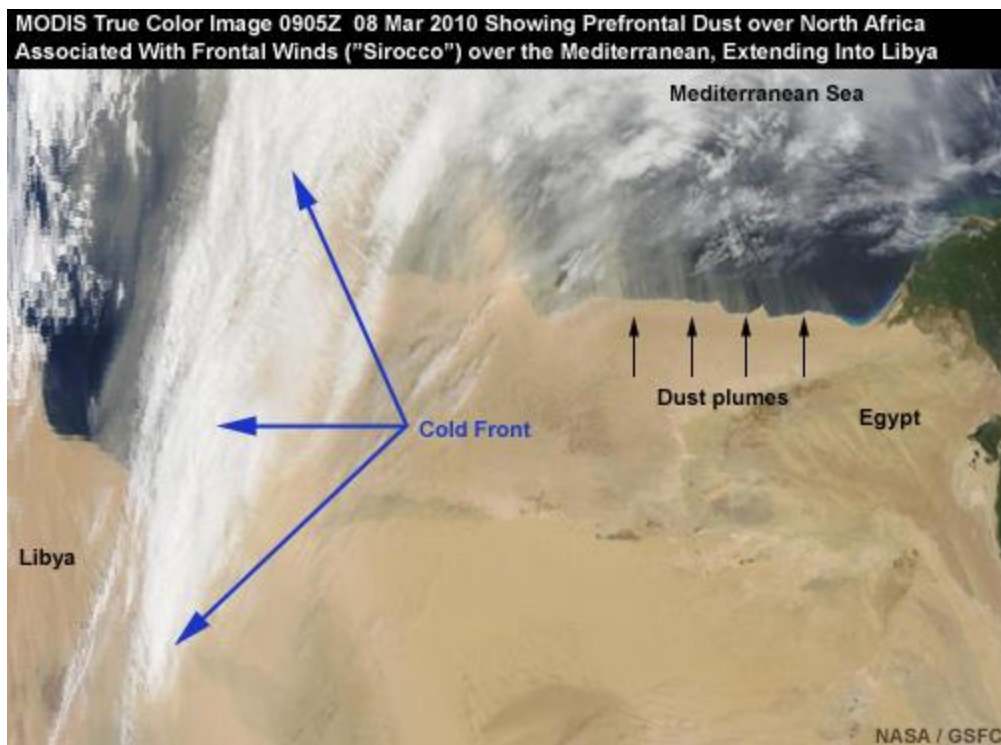 MODIS True Color Image 0905Z 08 Mar 2010 Showing Prefrontal Dust over North Africa
Associated With Frontal Winds (”Sirocco”) over the Mediterranean, Extending Into Libya
Mediterranean Sea
Dust plumes
Egypt
Cold Front
Libya
NASA / GSFC